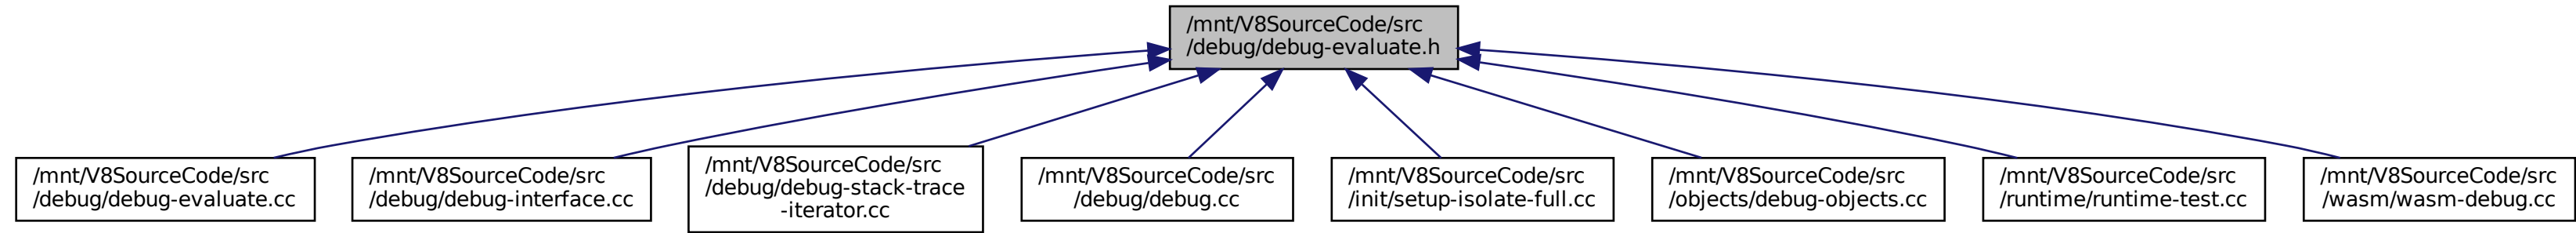 /mnt/V8SourceCode/src
/debug/debug-evaluate.h
/mnt/V8SourceCode/src
/debug/debug-evaluate.cc
/mnt/V8SourceCode/src
/debug/debug-interface.cc
/mnt/V8SourceCode/src
/debug/debug-stack-trace
-iterator.cc
/mnt/V8SourceCode/src
/debug/debug.cc
/mnt/V8SourceCode/src
/init/setup-isolate-full.cc
/mnt/V8SourceCode/src
/objects/debug-objects.cc
/mnt/V8SourceCode/src
/runtime/runtime-test.cc
/mnt/V8SourceCode/src
/wasm/wasm-debug.cc